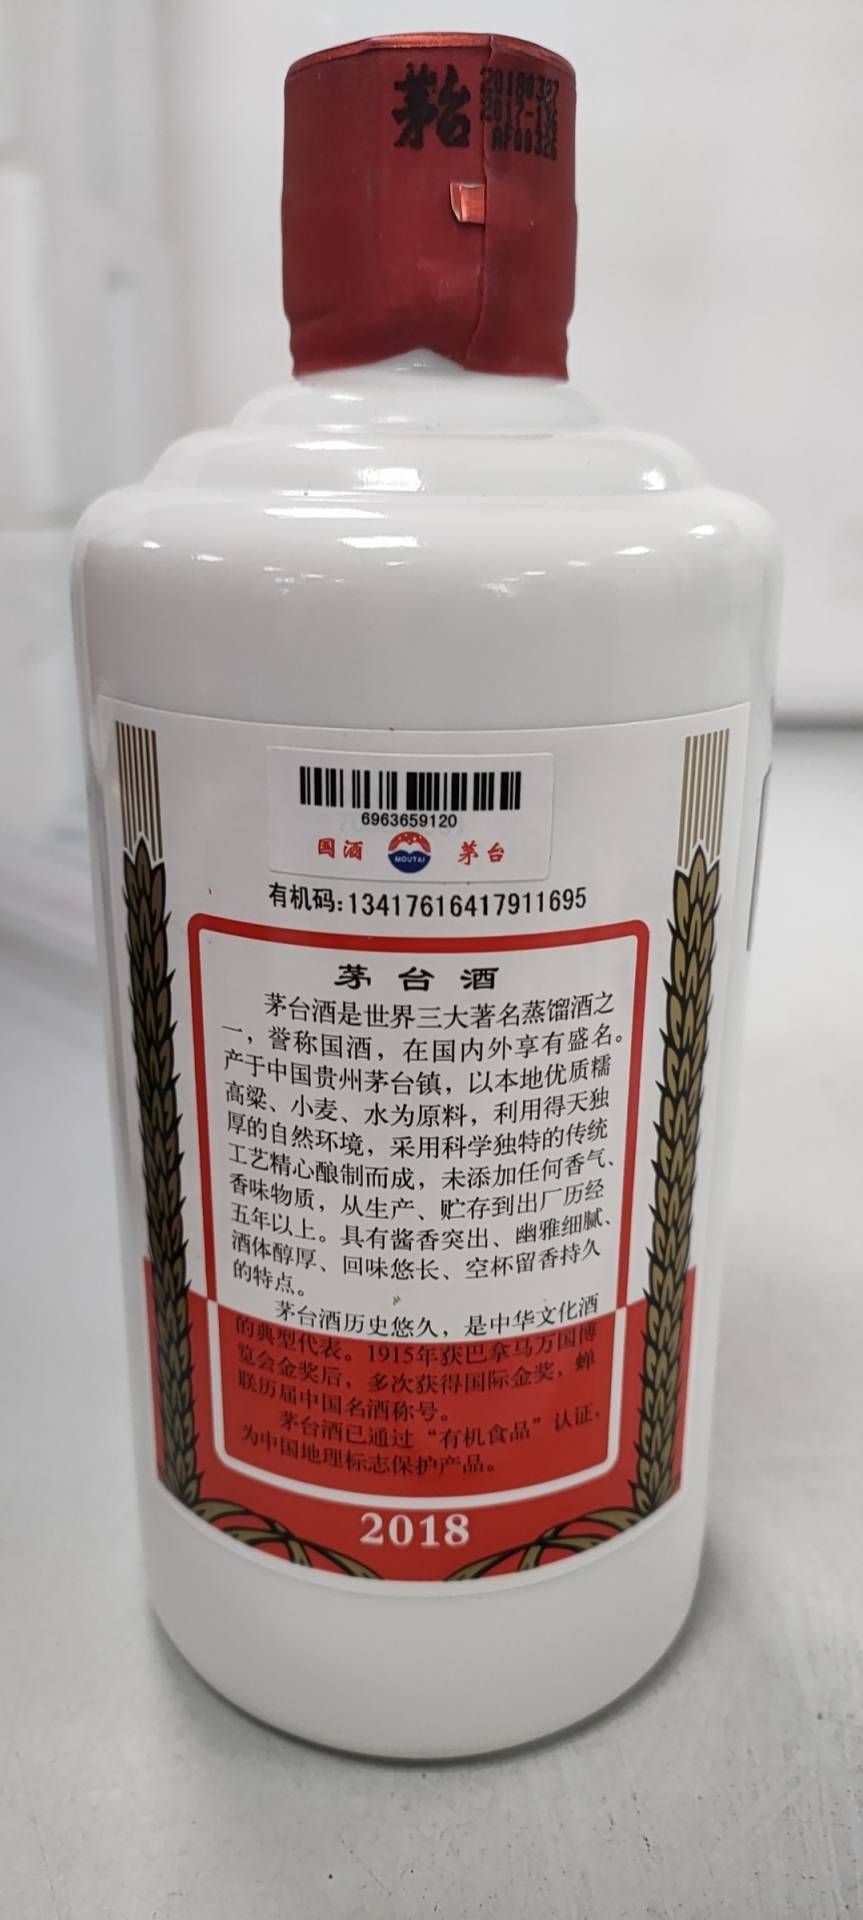 茅台
20180327
2017-136
AF00326
6963659120
国酒 MOUTAI 茅台
有机码:13417616417911695
茅台酒
茅台酒是世界三大著名蒸馏酒之
一，誉称国酒，在国内外享有盛名。
产于中国贵州茅台镇，以本地优质糯
高粱、小麦、水为原料，利用得天独
厚的自然环境，采用科学独特的传统
工艺精心酿制而成，未添加任何香气、
香味物质，从生产、贮存到出厂历经
五年以上。具有酱香突出、幽雅细腻、
酒体醇厚、回味悠长、空杯留香持久
的特点。
茅台酒历史悠久，是中华文化酒
的典型代表。1915年获巴拿马万国博
览会金奖后，多次获得国际金奖，蝉
联历届中国名酒称号。
茅台酒已通过“有机食品”认证，
为中国地理标志保护产品。
2018